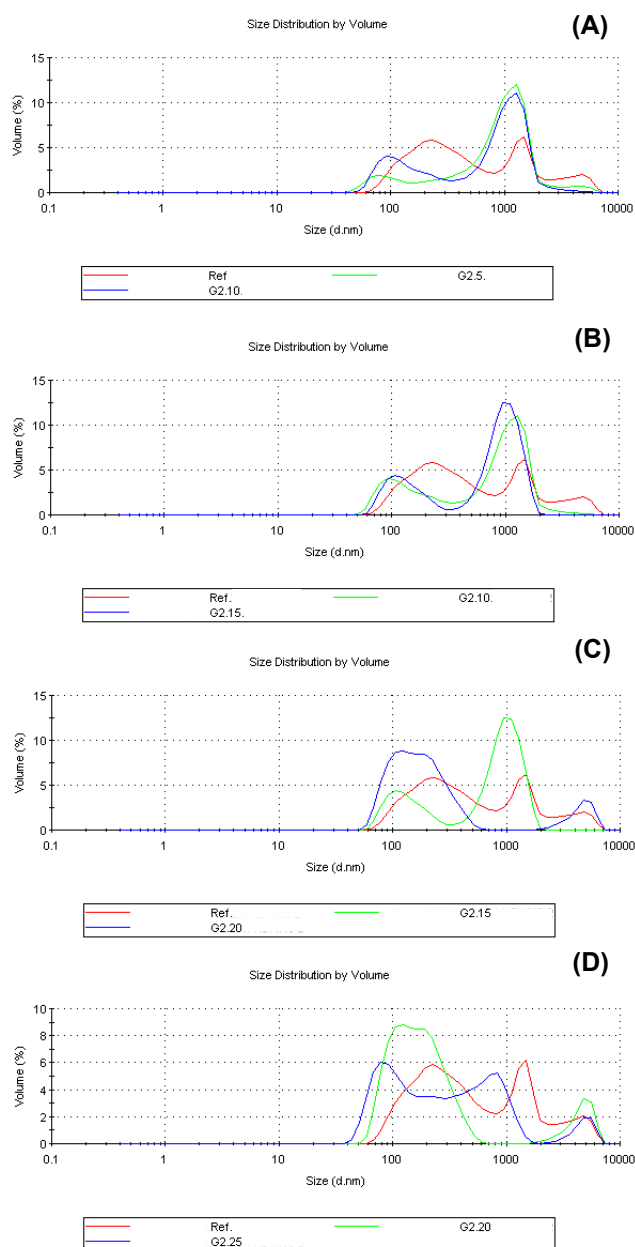 (A)
Size Distribution by Volume
Volume (%)
15
10
5
0
0.1 1 10 100 1000 10000
Size (d.nm)
Ref G2.5.
G2.10.
(B)
Size Distribution by Volume
Volume (%)
15
10
5
0
0.1 1 10 100 1000 10000
Size (d.nm)
Ref. G2.10.
G2.15.
(C)
Size Distribution by Volume
Volume (%)
15
10
5
0
0.1 1 10 100 1000 10000
Size (d.nm)
Ref. G2.15
G2.20
(D)
Size Distribution by Volume
Volume (%)
10
8
6
4
2
0
0.1 1 10 100 1000 10000
Size (d.nm)
Ref. G2.20
G2.25